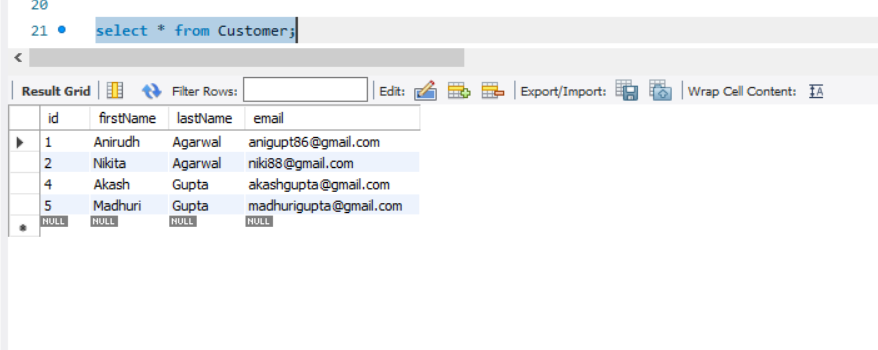 20
21 select * from Customer;
Result Grid Filter Rows: Edit: Export/Import: Wrap Cell Content:
id firstName lastName email
1 Anirudh Agarwal anigupt86@gmail.com
2 Nikita Agarwal niki88@gmail.com
4 Akash Gupta akashgupta@gmail.com
5 Madhuri Gupta madhurigupta@gmail.com
NULL NULL NULL NULL